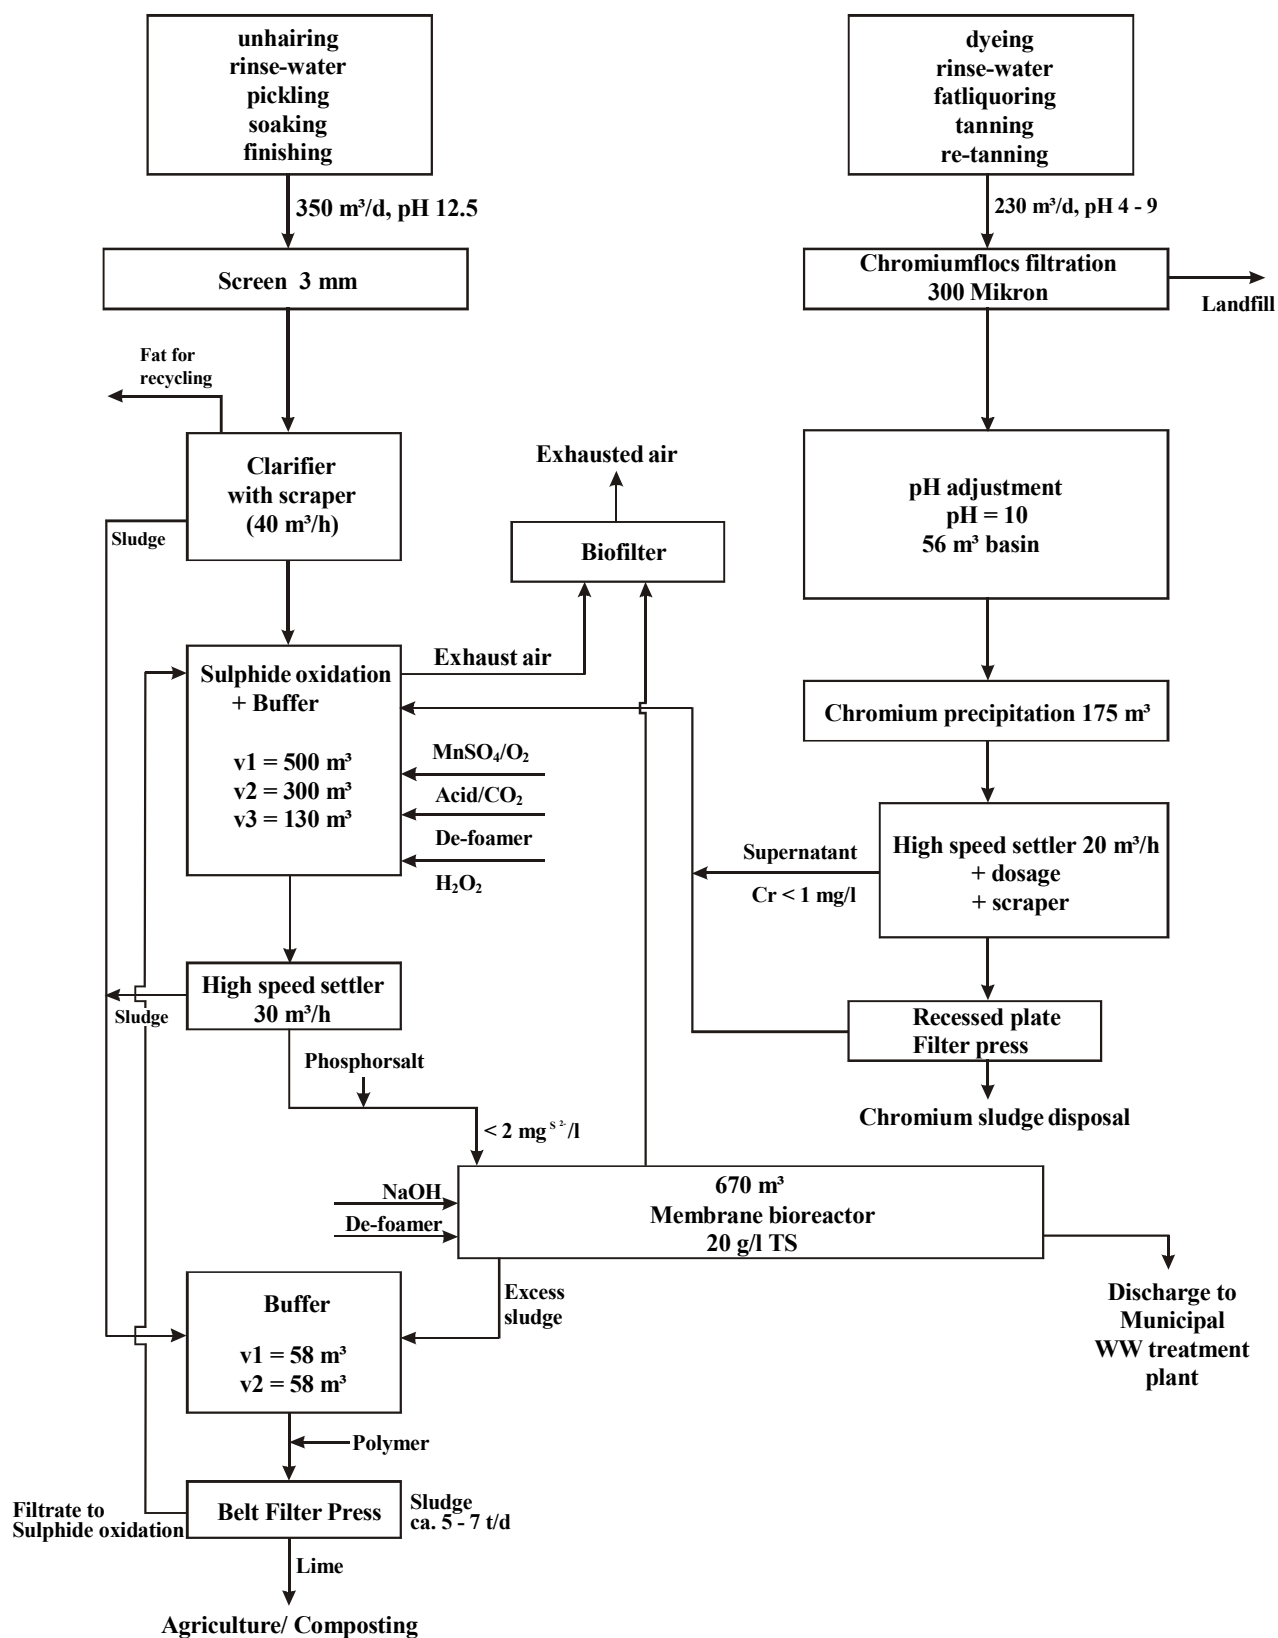 unhairing
rinse-water
pickling
soaking
finishing
dyeing
rinse-water
fatliquoring
tanning
re-tanning
350 m³/d, pH 12.5
230 m³/d, pH 4 - 9
Screen 3 mm
Chromiumflocs filtration
300 Mikron
Landfill
Fat for
recycling
Clarifier
with scraper
(40 m³/h)
Sludge
Exhausted air
Biofilter
pH adjustment
pH = 10
56 m³ basin
Exhaust air
Sulphide oxidation
+ Buffer
v1 = 500 m³
v2 = 300 m³
v3 = 130 m³
MnSO₄/O₂
Acid/CO₂
De-foamer
H₂O₂
Chromium precipitation 175 m³
Supernatant
Cr < 1 mg/l
High speed settler 20 m³/h
+ dosage
+ scraper
High speed settler
30 m³/h
Sludge
Recessed plate
Filter press
Chromium sludge disposal
Phosphorsalt
< 2 mg S²⁻/l
NaOH
De-foamer
670 m³
Membrane bioreactor
20 g/l TS
Excess
sludge
Discharge to
Municipal
WW treatment
plant
Buffer
v1 = 58 m³
v2 = 58 m³
Polymer
Filtrate to
Sulphide oxidation
Belt Filter Press
Sludge
ca. 5 - 7 t/d
Lime
Agriculture/ Composting